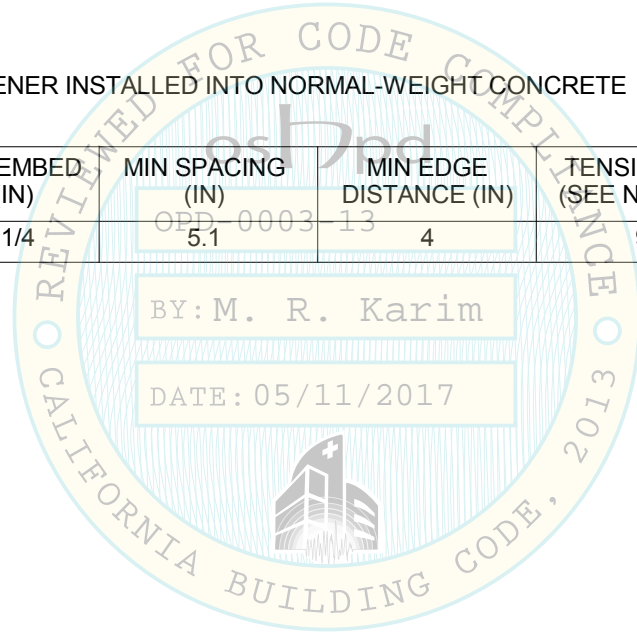 ENER INSTALLED INTO NORMAL-WEIGHT CONCRETE
EMBED MIN SPACING MIN EDGE TENSI
IN) (IN) DISTANCE (IN) (SEE N
1/4 5.1 4
REVIEWED FOR CODE COMPLIANCE
oshpd
OPD-0003-13
BY: M. R. Karim
DATE: 05/11/2017
CALIFORNIA BUILDING CODE, 2013